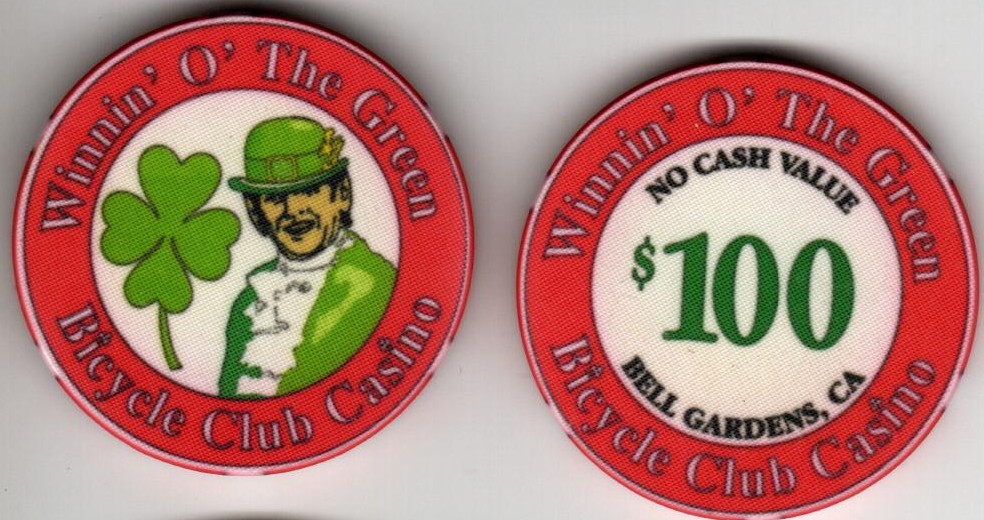 Winnin' O' The Green
Bicycle Club Casino
Winnin' O' The Green
NO CASH VALUE
$100
BELL GARDENS, CA
Bicycle Club Casino